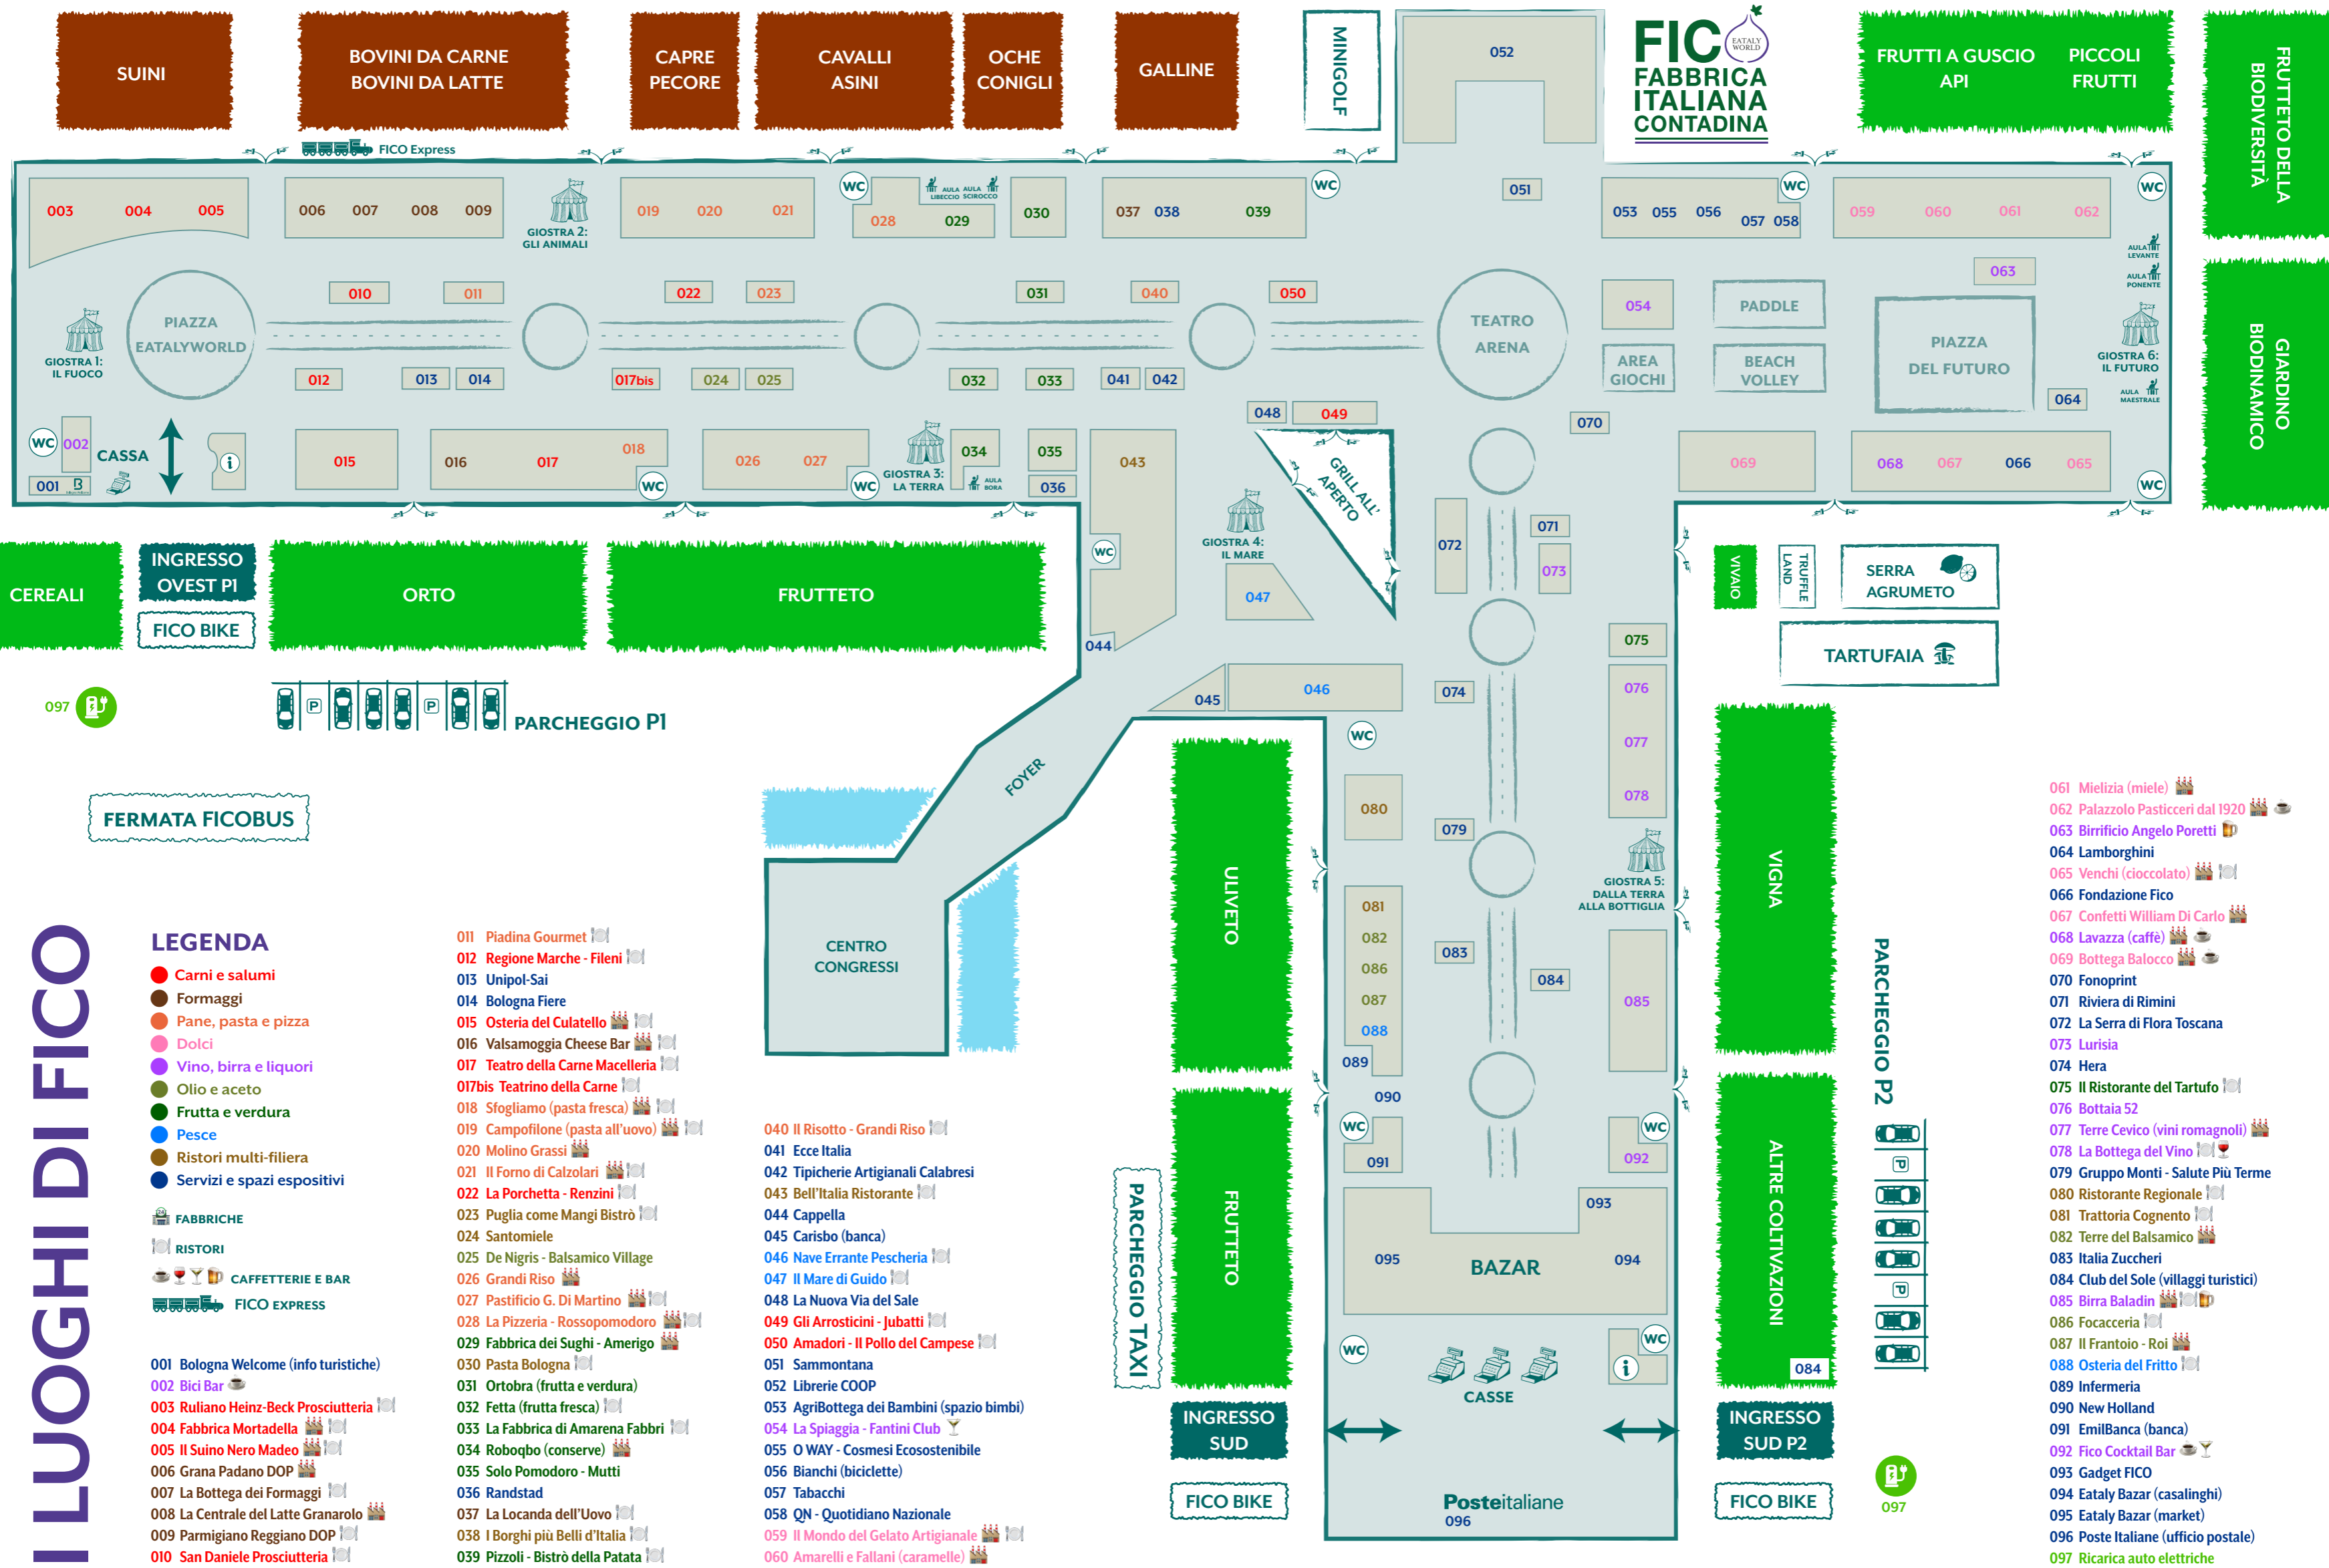 SUINI
BOVINI DA CARNE
BOVINI DA LATTE
CAPRE
PECORE
CAVALLI
ASINI
OCHE
CONIGLI
GALLINE
MINIGOLF
052
FICO
EATALY
WORLD
FABBRICA
ITALIANA
CONTADINA
FRUTTI A GUSCIO
API
PICCOLI
FRUTTI
FRUTTETO DELLA
BIODIVERSITÀ
FICO Express
003 004 005
006 007 008 009
GIOSTRA 2:
GLI ANIMALI
019 020 021
WC
AULA
LIBECCIO
AULA
SCIROCCO
028 029
030
037 038 039
WC
051
053 055 056 057 058
WC
059 060 061 062
WC
AULA
LEVANTE
AULA
PONENTE
063
010
011
022
023
031
040
050
PIAZZA
EATALYWORLD
TEATRO
ARENA
054
PADDLE
AREA
GIOCHI
BEACH
VOLLEY
PIAZZA
DEL FUTURO
GIOSTRA 6:
IL FUTURO
AULA
MAESTRALE
064
GIARDINO
BIODINAMICO
GIOSTRA 1:
IL FUOCO
012
013
014
017bis
024
025
032
033
041
042
048
049
070
WC
002
CASSA
001
i
015
016 017 018
WC
026 027
WC
GIOSTRA 3:
LA TERRA
034
AULA
BORA
035
036
043
GRILL ALL'
APERTO
069
068 067 066 065
WC
GIOSTRA 4:
IL MARE
072
071
073
WC
047
044
045
046
CEREALI
INGRESSO
OVEST P1
FICO BIKE
ORTO
FRUTTETO
VIVAIO
TRUFFLE
LAND
SERRA
AGRUMETO
TARTUFAIA
097
P
P
PARCHEGGIO P1
FERMATA FICOBUS
FOYER
CENTRO
CONGRESSI
WC
074
075
076
077
078
080
079
GIOSTRA 5:
DALLA TERRA
ALLA BOTTIGLIA
081
082
086
087
088
089
090
083
084
085
ULIVETO
FRUTTETO
VIGNA
ALTRE COLTIVAZIONI
084
PARCHEGGIO TAXI
PARCHEGGIO P2
P
P
WC
091
WC
092
093
095
BAZAR
094
WC
CASSE
WC
i
INGRESSO
SUD
INGRESSO
SUD P2
FICO BIKE
FICO BIKE
Posteitaliane
096
097
I LUOGHI DI FICO
LEGENDA
Carni e salumi
Formaggi
Pane, pasta e pizza
Dolci
Vino, birra e liquori
Olio e aceto
Frutta e verdura
Pesce
Ristori multi-filiera
Servizi e spazi espositivi
FABBRICHE
RISTORI
CAFFETTERIE E BAR
FICO EXPRESS
001 Bologna Welcome (info turistiche)
002 Bici Bar
003 Ruliano Heinz-Beck Prosciutteria
004 Fabbrica Mortadella
005 Il Suino Nero Madeo
006 Grana Padano DOP
007 La Bottega dei Formaggi
008 La Centrale del Latte Granarolo
009 Parmigiano Reggiano DOP
010 San Daniele Prosciutteria
011 Piadina Gourmet
012 Regione Marche - Fileni
013 Unipol-Sai
014 Bologna Fiere
015 Osteria del Culatello
016 Valsamoggia Cheese Bar
017 Teatro della Carne Macelleria
017bis Teatrino della Carne
018 Sfogliamo (pasta fresca)
019 Campofilone (pasta all'uovo)
020 Molino Grassi
021 Il Forno di Calzolari
022 La Porchetta - Renzini
023 Puglia come Mangi Bistrò
024 Santomiele
025 De Nigris - Balsamico Village
026 Grandi Riso
027 Pastificio G. Di Martino
028 La Pizzeria - Rossopomodoro
029 Fabbrica dei Sughi - Amerigo
030 Pasta Bologna
031 Ortobra (frutta e verdura)
032 Fetta (frutta fresca)
033 La Fabbrica di Amarena Fabbri
034 Roboqbo (conserve)
035 Solo Pomodoro - Mutti
036 Randstad
037 La Locanda dell'Uovo
038 I Borghi più Belli d'Italia
039 Pizzoli - Bistrò della Patata
040 Il Risotto - Grandi Riso
041 Ecce Italia
042 Tipicherie Artigianali Calabresi
043 Bell'Italia Ristorante
044 Cappella
045 Carisbo (banca)
046 Nave Errante Pescheria
047 Il Mare di Guido
048 La Nuova Via del Sale
049 Gli Arrosticini - Jubatti
050 Amadori - Il Pollo del Campese
051 Sammontana
052 Librerie COOP
053 AgriBottega dei Bambini (spazio bimbi)
054 La Spiaggia - Fantini Club
055 O WAY - Cosmesi Ecosostenibile
056 Bianchi (biciclette)
057 Tabacchi
058 QN - Quotidiano Nazionale
059 Il Mondo del Gelato Artigianale
060 Amarelli e Fallani (caramelle)
061 Mielizia (miele)
062 Palazzolo Pasticceri dal 1920
063 Birrificio Angelo Poretti
064 Lamborghini
065 Venchi (cioccolato)
066 Fondazione Fico
067 Confetti William Di Carlo
068 Lavazza (caffè)
069 Bottega Balocco
070 Fonoprint
071 Riviera di Rimini
072 La Serra di Flora Toscana
073 Lurisia
074 Hera
075 Il Ristorante del Tartufo
076 Bottaia 52
077 Terre Cevico (vini romagnoli)
078 La Bottega del Vino
079 Gruppo Monti - Salute Più Terme
080 Ristorante Regionale
081 Trattoria Cognento
082 Terre del Balsamico
083 Italia Zuccheri
084 Club del Sole (villaggi turistici)
085 Birra Baladin
086 Focacceria
087 Il Frantoio - Roi
088 Osteria del Fritto
089 Infermeria
090 New Holland
091 EmilBanca (banca)
092 Fico Cocktail Bar
093 Gadget FICO
094 Eataly Bazar (casalinghi)
095 Eataly Bazar (market)
096 Poste Italiane (ufficio postale)
097 Ricarica auto elettriche